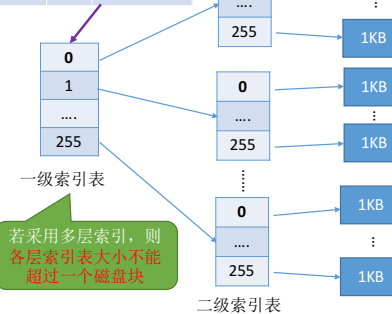 ....
255
⋮
1KB
0
1
....
255
一级索引表
0
....
255
1KB
⋮
1KB
......
0
....
255
1KB
⋮
1KB
二级索引表
若采用多层索引，则
各层索引表大小不能
超过一个磁盘块